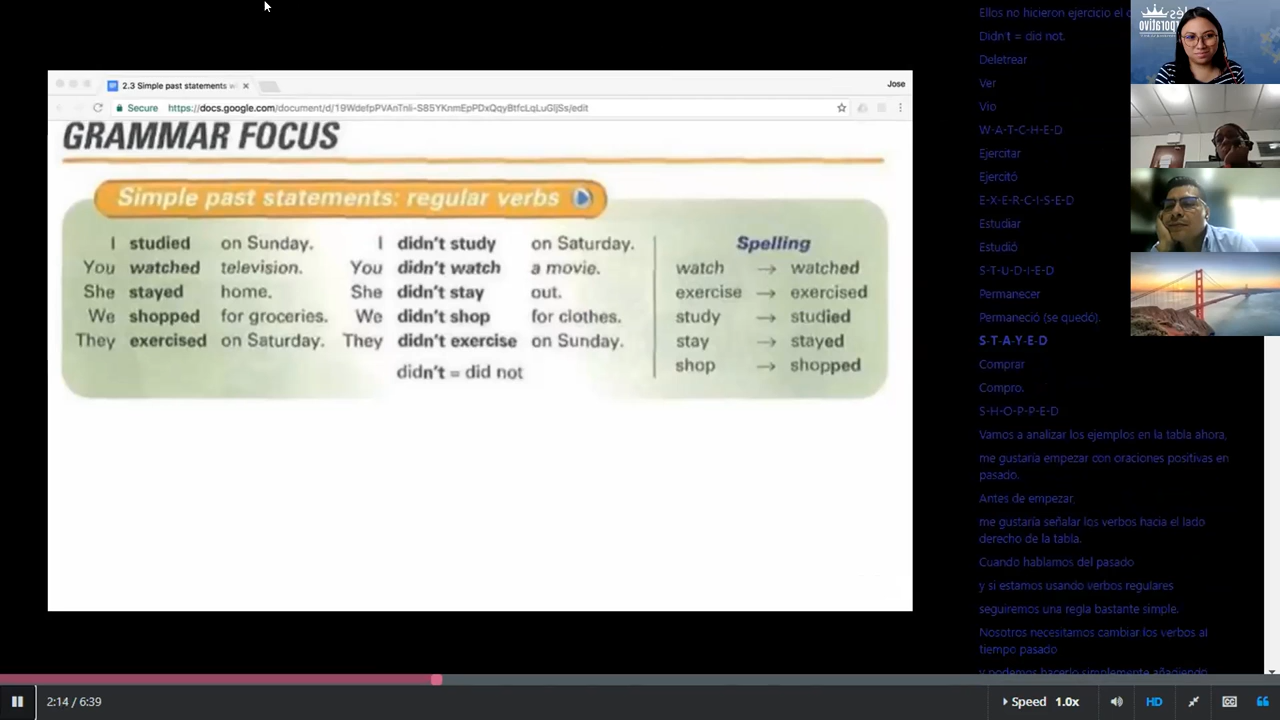 2.3 Simple past statements w
Jose
Secure https://docs.google.com/document/d/19WdefpPVAnTnli-S85YKnmEpPDxQqyBtfcLqLuGljSs/edit
GRAMMAR FOCUS
Simple past statements: regular verbs
I studied on Sunday. I didn't study on Saturday. Spelling
You watched television. You didn't watch a movie. watch → watched
She stayed home. She didn't stay out. exercise → exercised
We shopped for groceries. We didn't shop for clothes. study → studied
They exercised on Saturday. They didn't exercise on Sunday. stay → stayed
didn't = did not shop → shopped
Ellos no hicieron ejercicio el
Didn't = did not.
Deletrear
Ver
Vio
W-A-T-C-H-E-D
Ejercitar
Ejercitó
E-X-E-R-C-I-S-E-D
Estudiar
Estudió
S-T-U-D-I-E-D
Permanecer
Permaneció (se quedó).
S-T-A-Y-E-D
Comprar
Compro.
S-H-O-P-P-E-D
Vamos a analizar los ejemplos en la tabla ahora,
me gustaría empezar con oraciones positivas en
pasado.
Antes de empezar,
me gustaría señalar los verbos hacia el lado
derecho de la tabla.
Cuando hablamos del pasado
y si estamos usando verbos regulares
seguiremos una regla bastante simple.
Nosotros necesitamos cambiar los verbos al
tiempo pasado
y podemos hacerlo simplemente añadiendo
2:14 / 6:39
Speed 1.0x
HD